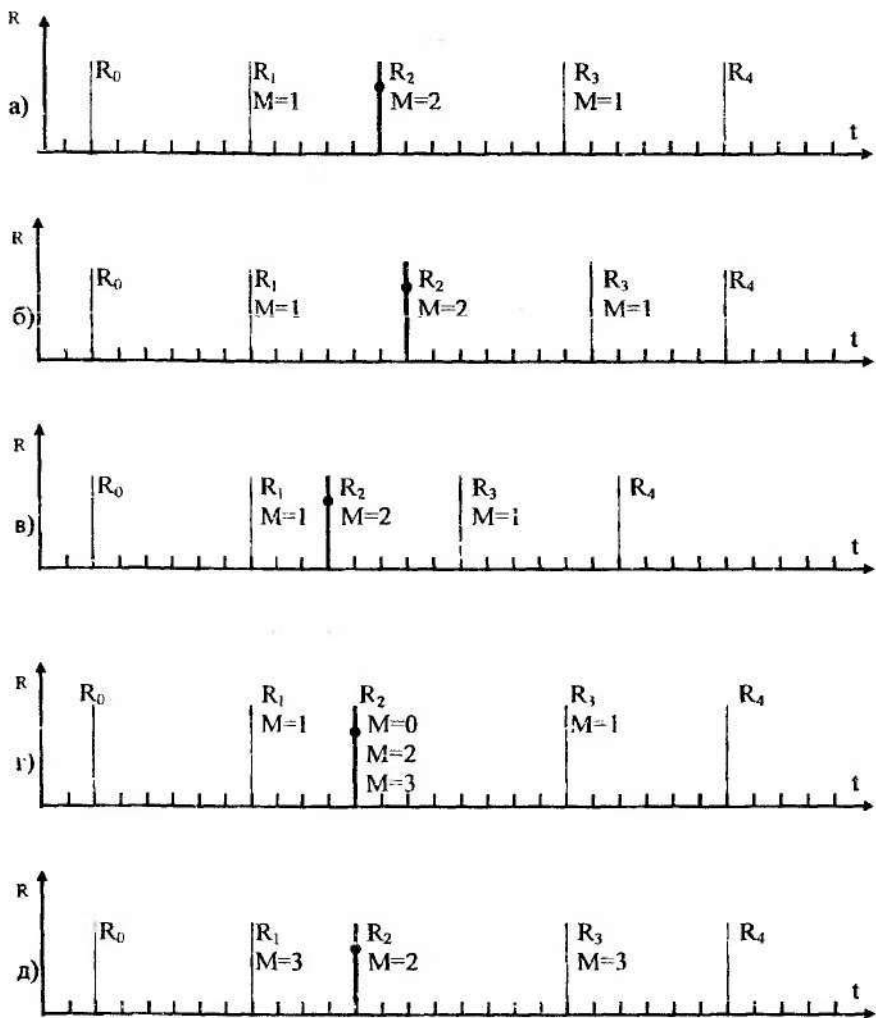 R
R₀ R₁ R₂ R₃ R₄
M=1 M=2 M=1
а)
t
R
R₀ R₁ R₂ R₃ R₄
M=1 M=2 M=1
б)
t
R
R₀ R₁ R₂ R₃ R₄
M=1 M=2 M=1
в)
t
R
R₀ R₁ R₂ R₃ R₄
M=1 M=0 M=1
M=2
г)
M=3
t
R
R₀ R₁ R₂ R₃ R₄
M=3 M=2 M=3
д)
t